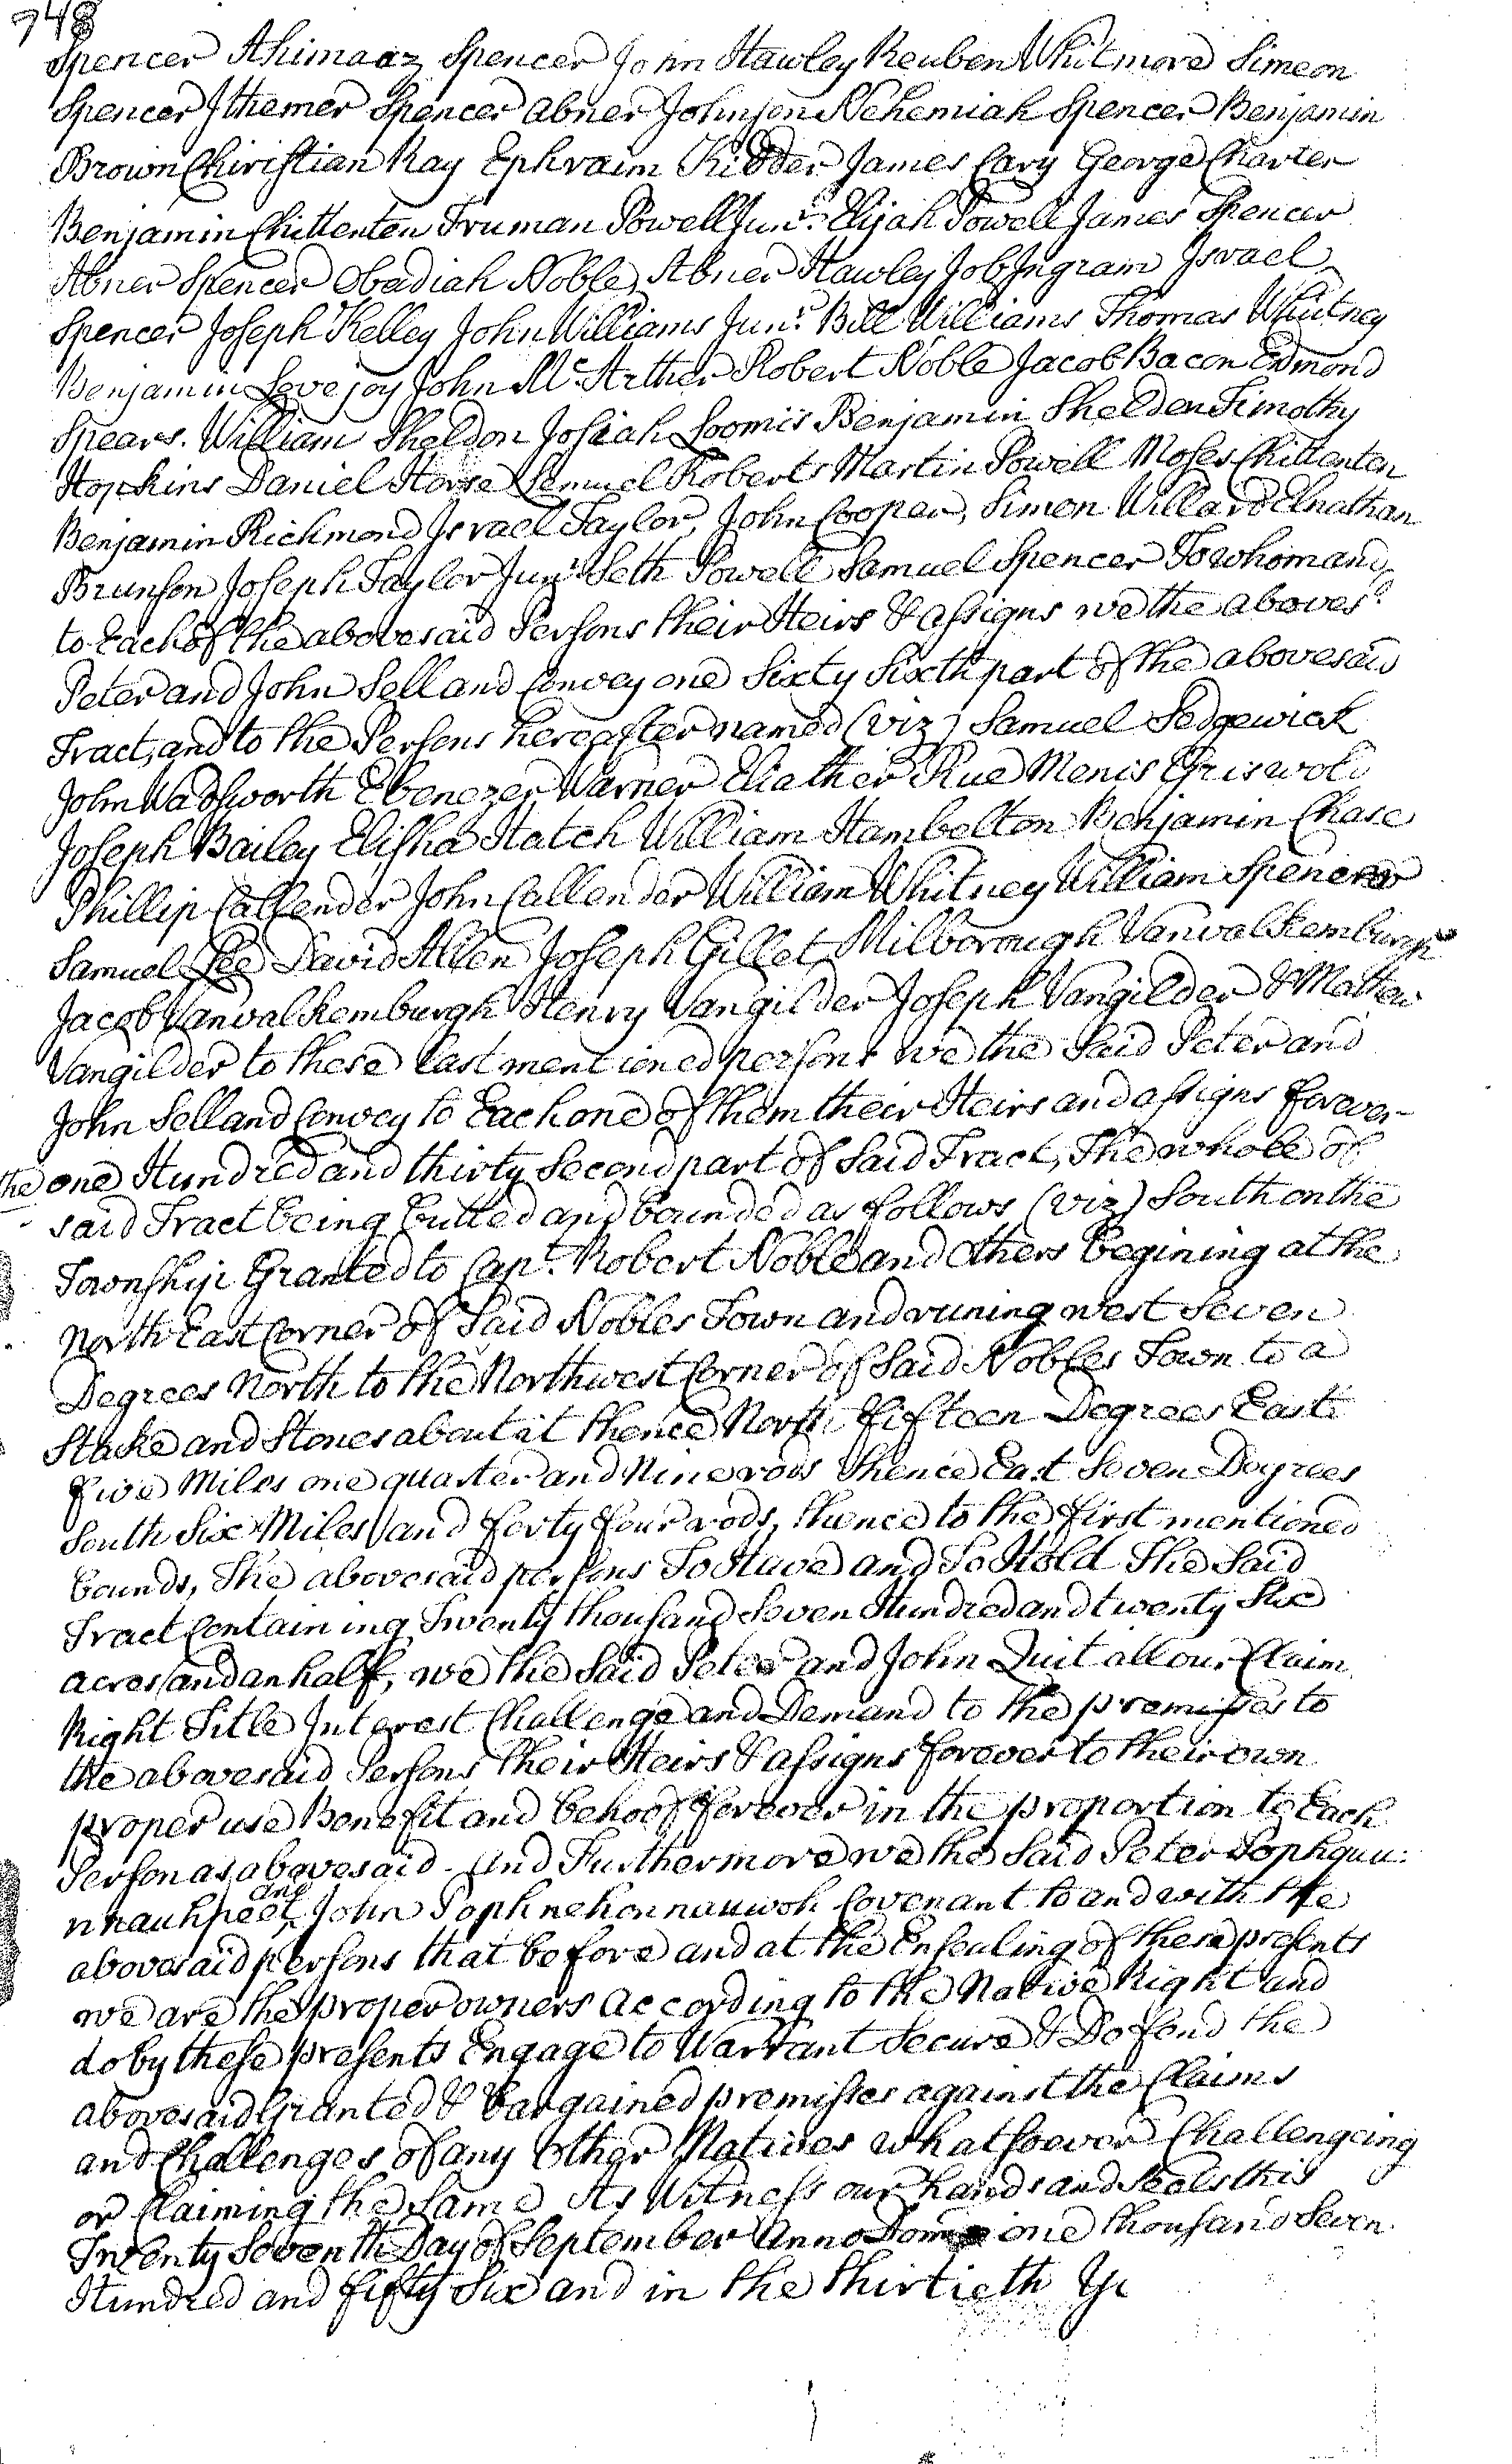 748
Spencer Ahimaaz Spencer John Hawley Reuben Whitmore Simeon
Spencer Ithemer Spencer Abner Johnson Nehemiah Spencer Benjamin
Brown Christian Ray Ephraim Kidder James Cary George Charter
Benjamin Chittenten Truman Powell Junr. Elijah Powell James Spencer
Abner Spencer Obadiah Noble, Abner Hawley Job Ingram Israel
Spencer Joseph Kelley John Williams Junr. Bill Williams Thomas Whitney
Benjamin Lovejoy John Mc Arther Robert Noble Jacob Bacon Edmond
Spears. William Sheldon Josiah Loomis Benjamin Shelden Timothy
Hopkins Daniel Horse Lemuel Roberts Martin Powell Moses Chittenten
Benjamin Richmond Israel Taylor, John Cooper, Simon Willard Elnathan
Brunson Joseph Taylor Junr. Seth Powell Samuel Spencer To whom and
to Each of the abovesaid Persons their Heirs & assigns we the aboves.d
Peter and John Sell and Convey one Sixty Sixth part of the abovesaid
Tract, and to the Persons hereafter named (viz) Samuel Sedgewick
John Wadsworth Ebenezer Warner Eliather Rue Menis Griswold
Joseph Bailey Elisha Hatch William Hambelton Benjamin Chase
Phillip Callender John Callender William Whitney William Spencer
Samuel Lee David Allen Joseph Gillet, Milborough Vanvalkemburgh
Jacob Vanvalkemburgh Henry Vangilder Joseph Vangilder & Mathew
Vangilder to these last mentioned persons we the Said Peter and
John Sell and Convey to Each one of them their Heirs and assigns forever
the one Hundred and thirty Second part of Said Tract, The whole of
said Tract being butted and bounded as follows (viz) South on the
Township Granted to Capt. Robert Noble and others begining at the
North East Corner of Said Nobles Town and runing west Seven
Degrees North to the Northwest Corner of Said Nobles Town to a
Stake and Stones about it thence North fifteen Degrees East
five Miles one quarter and Nine rods Thence East Seven Degrees
South Six Miles and forty four rods, thence to the first mentioned
bounds, The abovesaid persons To Have and To Hold The Said
Tract Containing Twenty thousand Seven Hundred and twenty Six
acres and an half, we the Said Peter and John Quit all our Claim
Right Title Interest Challenge and Demand to the premisses to
the abovesaid Persons their Heirs & assigns forever to their own
proper use Benefit and behoof forever in the proportion to Each
Person as abovesaid. And Furthermore we the Said Peter Pophquu:
nnauhpeet, and John Pophnehonnauwoh Covenant to and with the
abovesaid persons that before and at the Ensealing of these presents
we are the proper owners according to the Native Right and
do by these presents Engage to Warrant Secure & Defend the
abovesaid Granted & bargained premisses against the Claims
and Challenges of any other Natives whatsoever Challengeing
or Claiming the Same As Witness our hands and Seals this
Twenty Seventh Day of September Anno Dom one thousand Seven
Hundred and fifty Six and in the thirtieth Ye